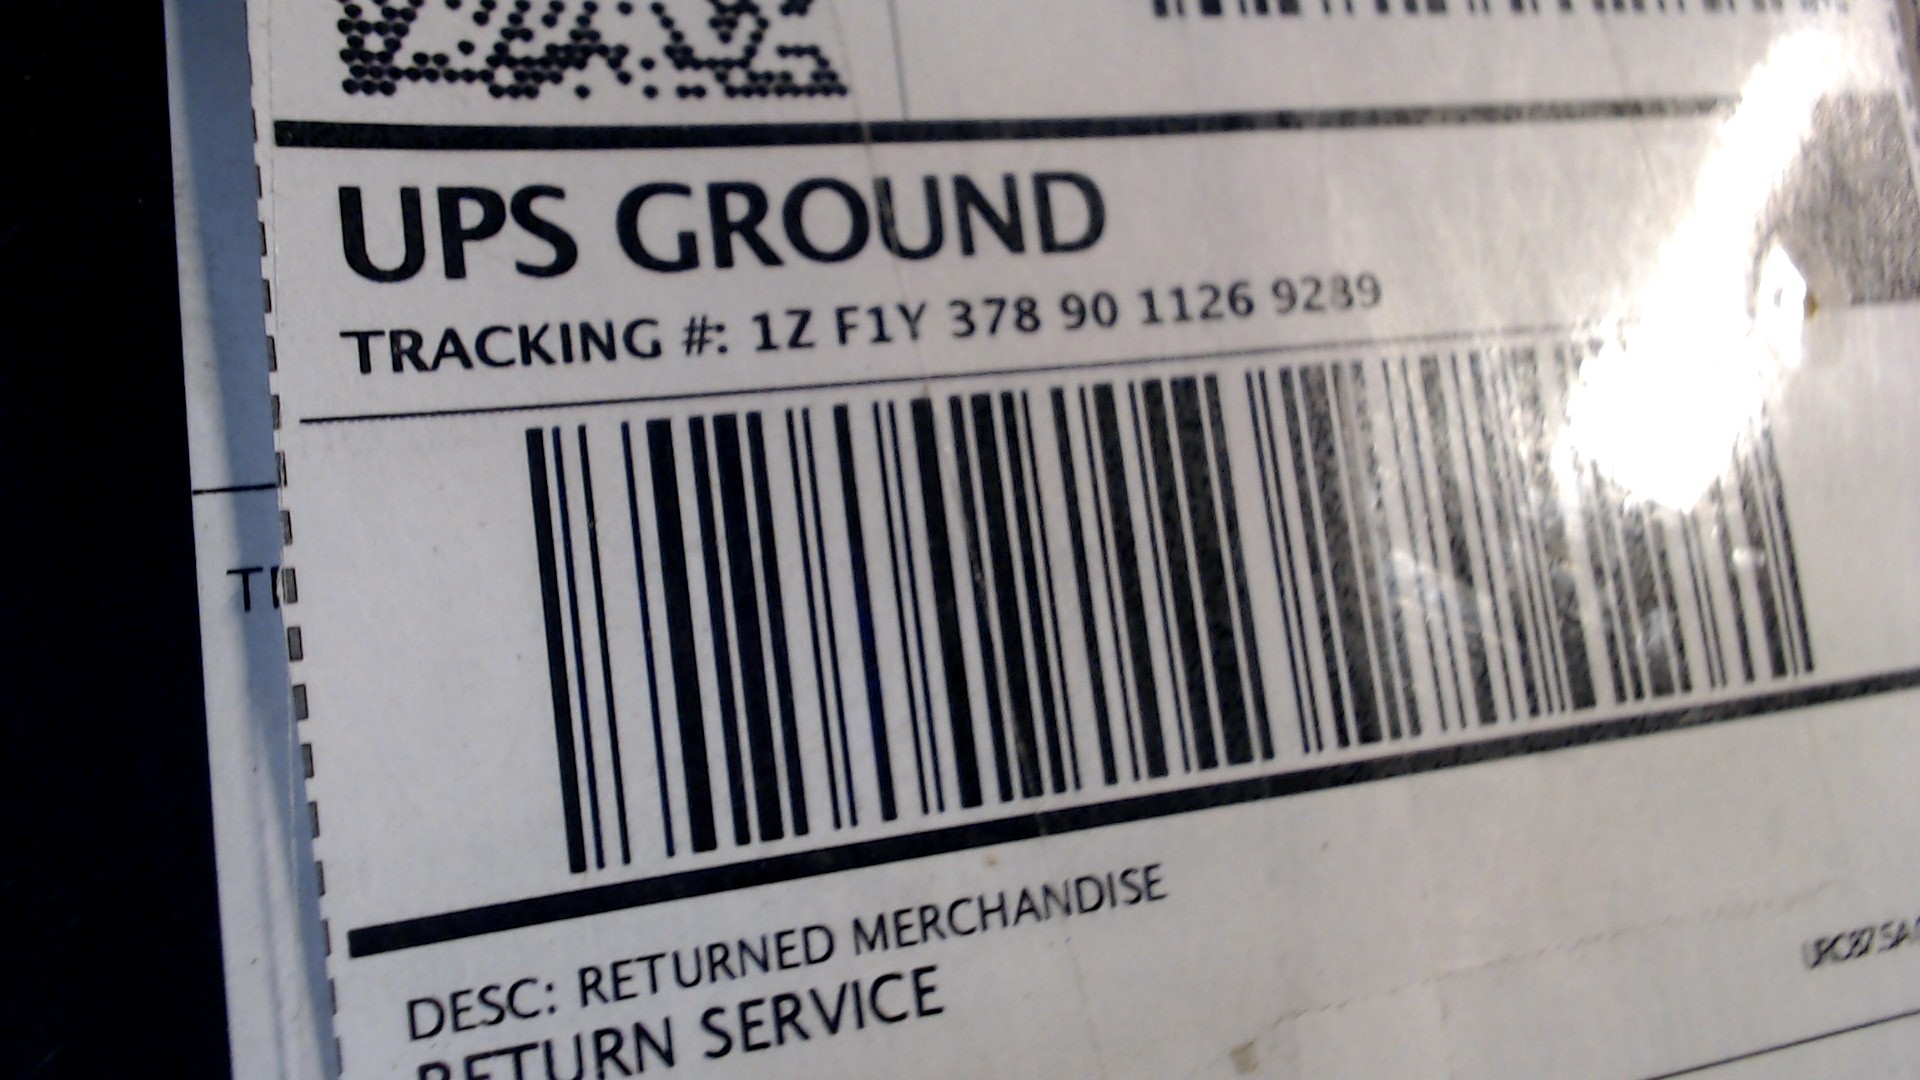 UPS GROUND
TRACKING #: 1Z F1Y 378 90 1126 9289
DESC: RETURNED MERCHANDISE
RETURN SERVICE